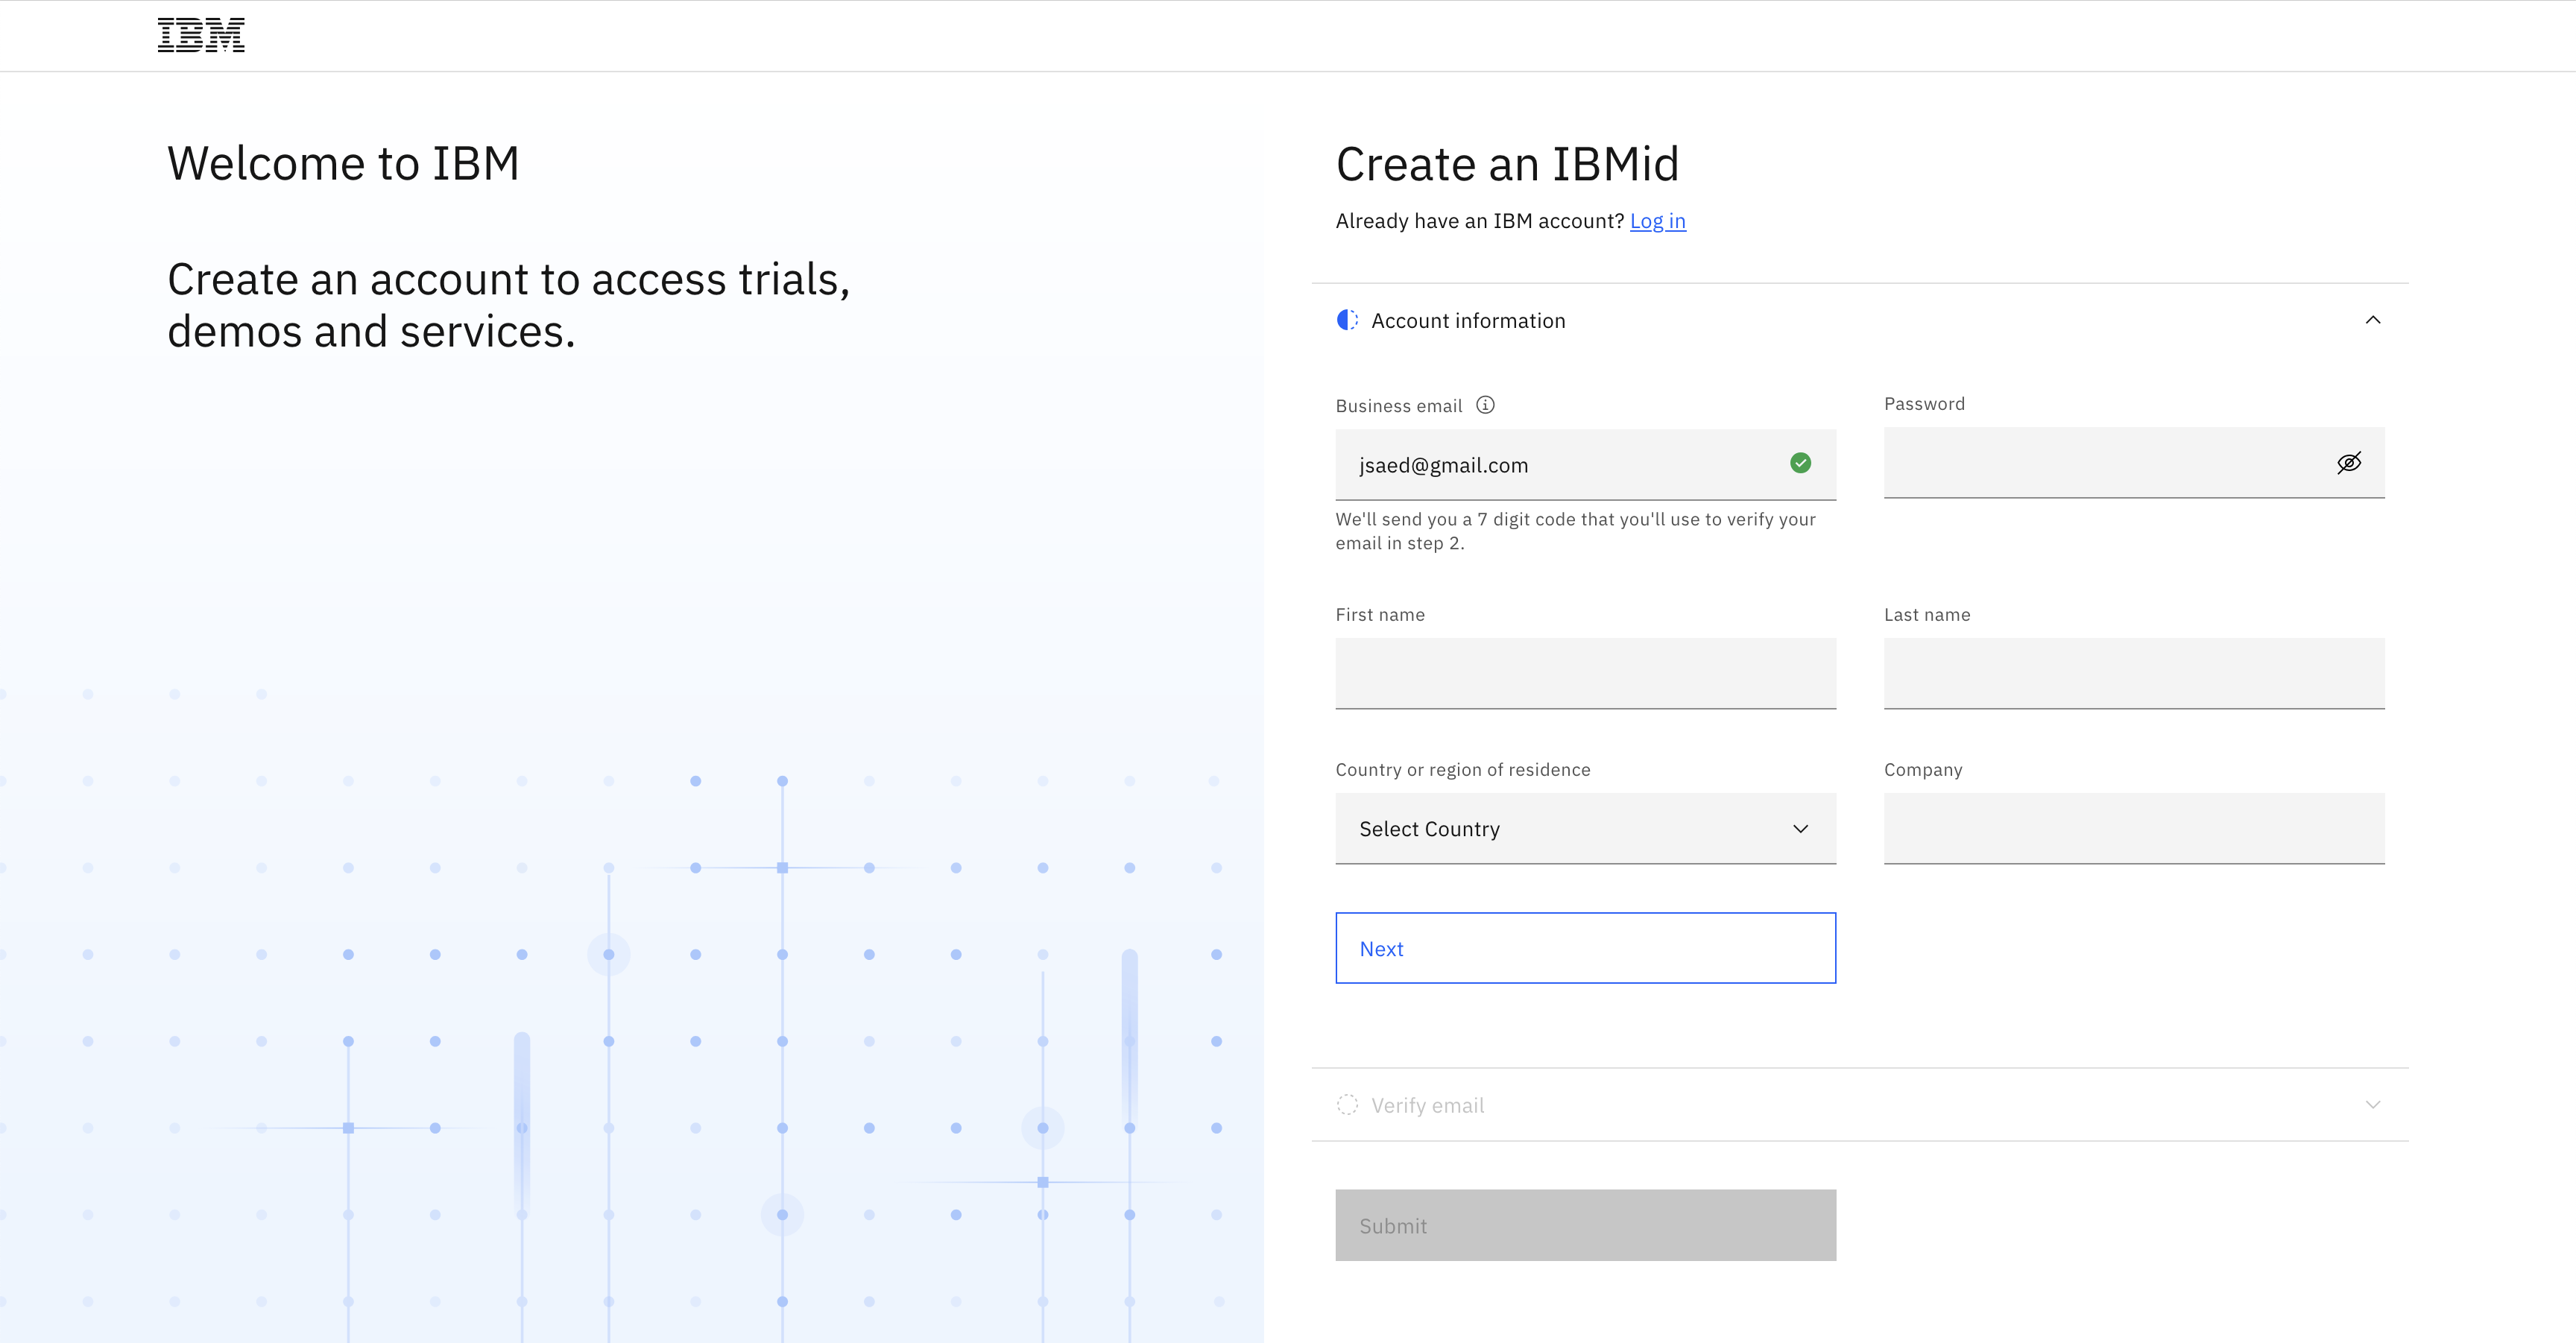 IBM
Welcome to IBM
Create an account to access trials,
demos and services.
Create an IBMid
Already have an IBM account? Log in
Account information
Business email
jsaed@gmail.com
We'll send you a 7 digit code that you'll use to verify your
email in step 2.
Password
First name
Last name
Country or region of residence
Select Country
Company
Next
Verify email
Submit